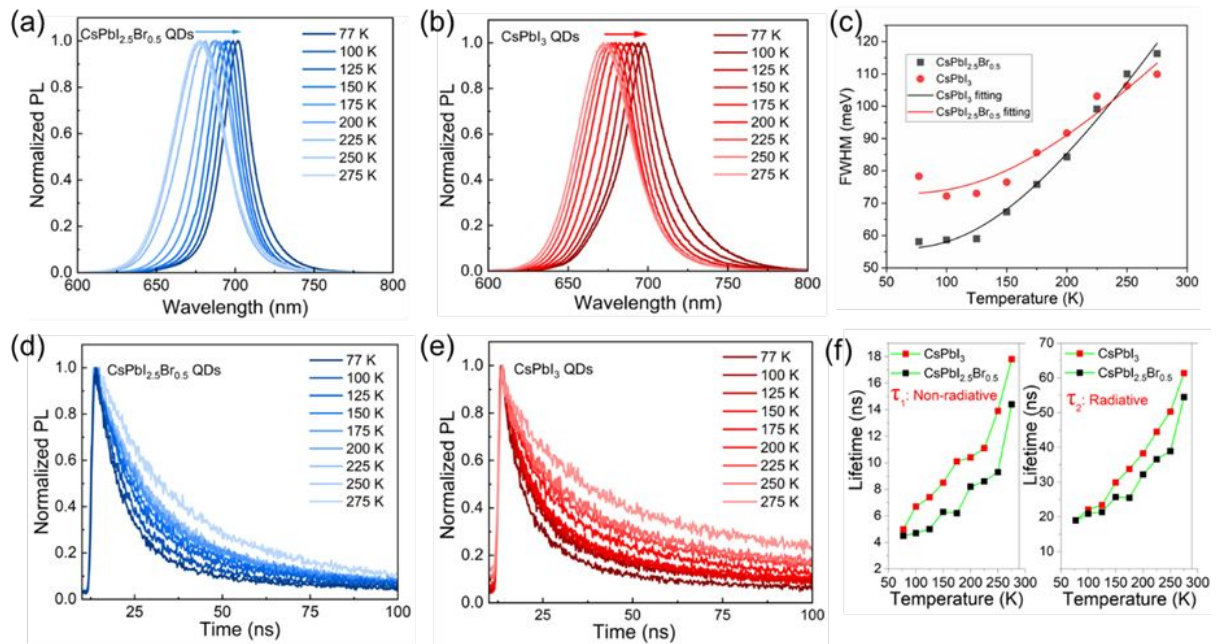 (a)
CsPbI2.5Br0.5 QDs
77 K
100 K
125 K
150 K
175 K
200 K
225 K
250 K
275 K
Normalized PL
1.0
0.8
0.6
0.4
0.2
0.0
600 650 700 750 800
Wavelength (nm)
(b)
CsPbI3 QDs
77 K
100 K
125 K
150 K
175 K
200 K
225 K
250 K
275 K
Normalized PL
1.0
0.8
0.6
0.4
0.2
0.0
600 650 700 750 800
Wavelength (nm)
(c)
CsPbI2.5Br0.5
CsPbI3
CsPbI3 fitting
CsPbI2.5Br0.5 fitting
FWHM (meV)
120
110
100
90
80
70
60
50
50 100 150 200 250 300
Temperature (K)
(d)
CsPbI2.5Br0.5 QDs
77 K
100 K
125 K
150 K
175 K
200 K
225 K
250 K
275 K
Normalized PL
1.0
0.8
0.6
0.4
0.2
0.0
25 50 75 100
Time (ns)
(e)
CsPbI3 QDs
77 K
100 K
125 K
150 K
175 K
200 K
225 K
250 K
275 K
Normalized PL
1.0
0.8
0.6
0.4
0.2
0.0
25 50 75 100
Time (ns)
(f)
CsPbI3
CsPbI2.5Br0.5
τ1: Non-radiative
Lifetime (ns)
18
16
14
12
10
8
6
4
2
50 100 150 200 250 300
Temperature (K)
CsPbI3
CsPbI2.5Br0.5
τ2: Radiative
Lifetime (ns)
70
60
50
40
30
20
10
50 100 150 200 250 300
Temperature (K)